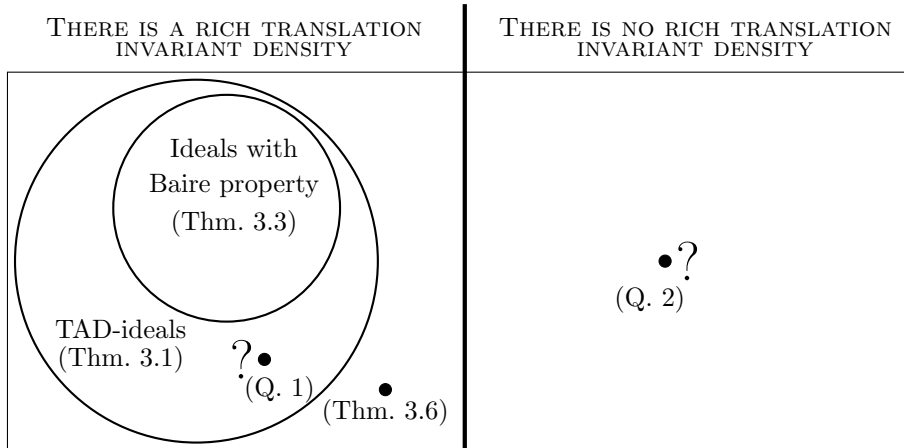 THERE IS A RICH TRANSLATION
INVARIANT DENSITY
THERE IS NO RICH TRANSLATION
INVARIANT DENSITY
Ideals with
Baire property
(Thm. 3.3)
TAD-ideals
(Thm. 3.1)
?
(Q. 1)
(Thm. 3.6)
?
(Q. 2)